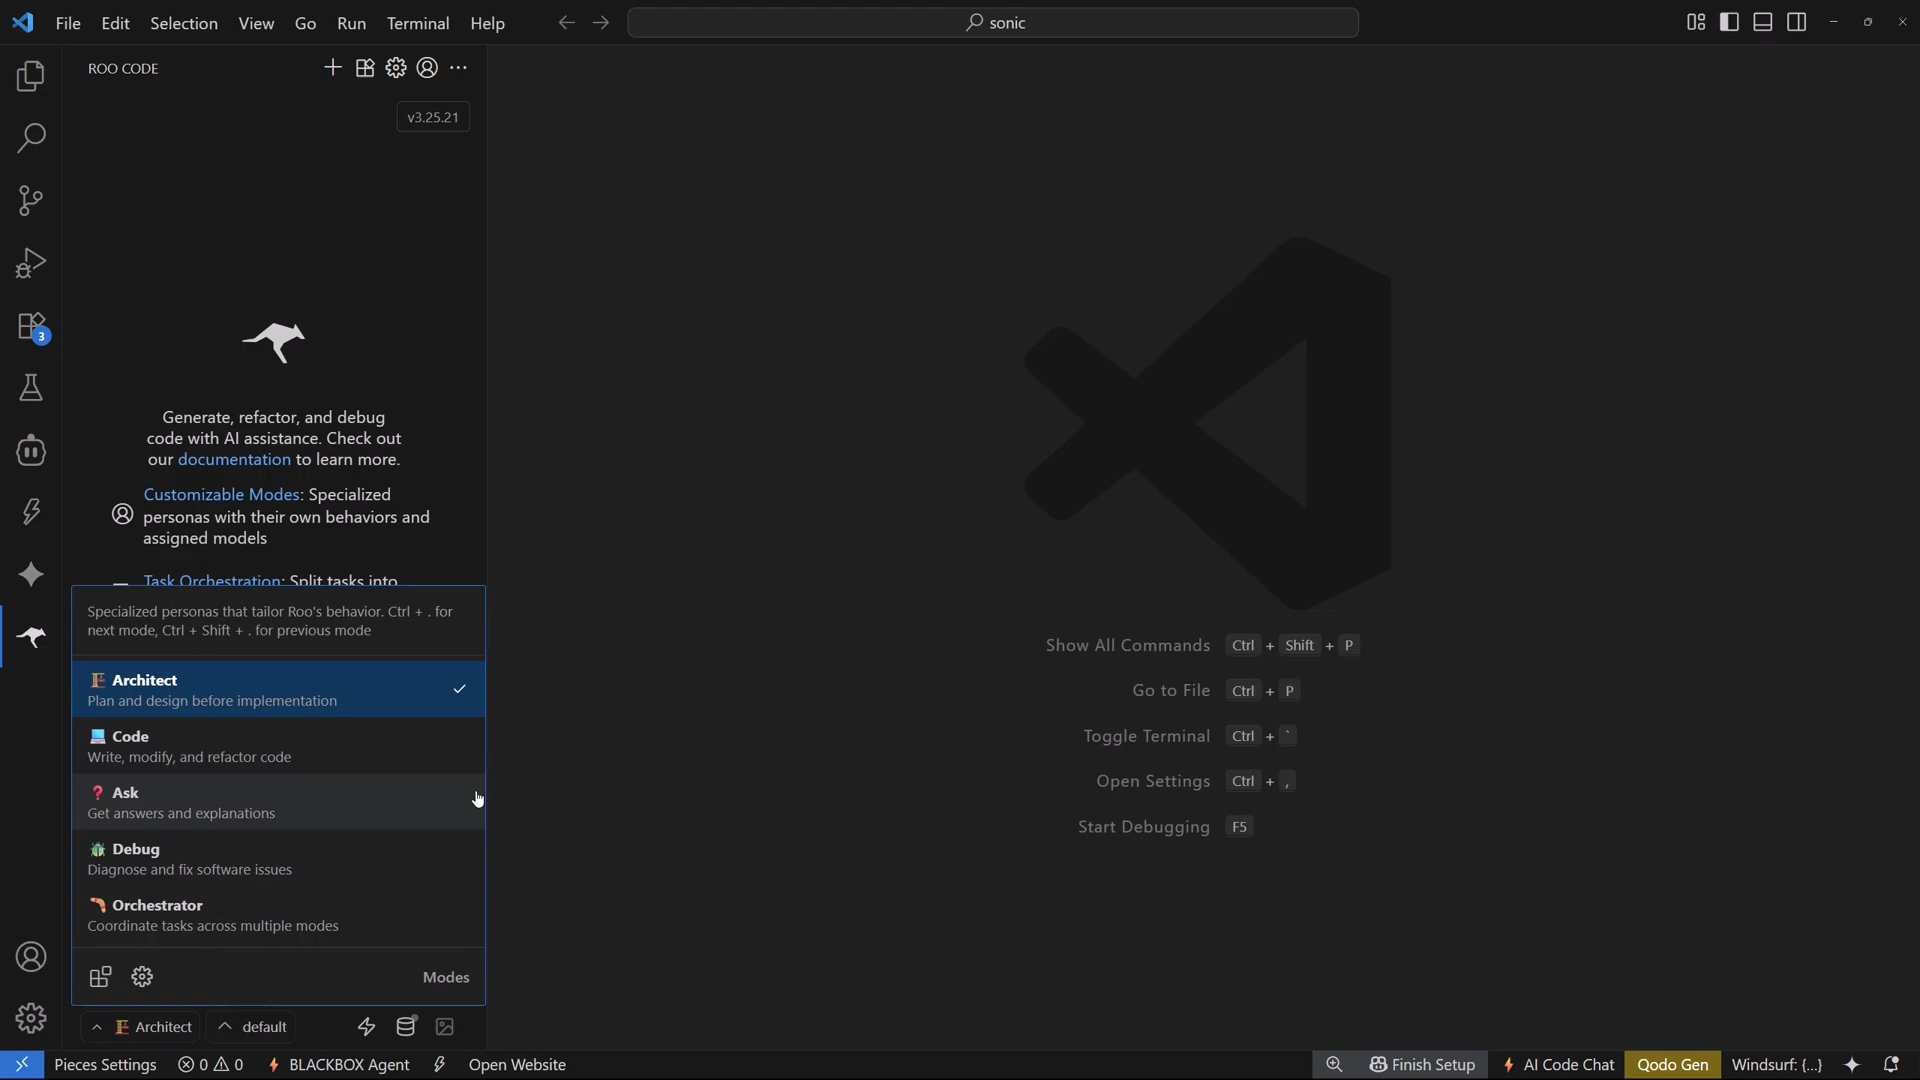 File Edit Selection View Go Run Terminal Help
sonic
ROO CODE
v3.25.21
3
Generate, refactor, and debug
code with AI assistance. Check out
our documentation to learn more.
Customizable Modes: Specialized
personas with their own behaviors and
assigned models
Task Orchestration: Split tasks into
Specialized personas that tailor Roo's behavior. Ctrl + . for
next mode, Ctrl + Shift + . for previous mode
Architect
Plan and design before implementation
Code
Write, modify, and refactor code
Ask
Get answers and explanations
Debug
Diagnose and fix software issues
Orchestrator
Coordinate tasks across multiple modes
Modes
Architect default
Show All Commands Ctrl + Shift + P
Go to File Ctrl + P
Toggle Terminal Ctrl + `
Open Settings Ctrl + ,
Start Debugging F5
Pieces Settings 0 0 BLACKBOX Agent Open Website Finish Setup AI Code Chat Qodo Gen Windsurf: {...}